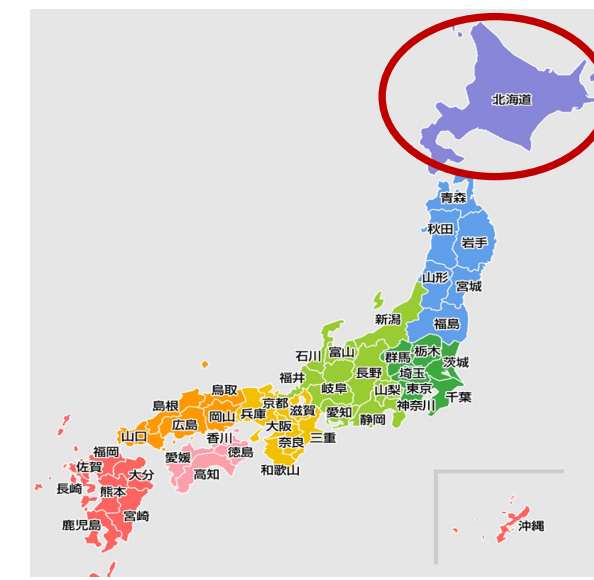 北海道
青森
秋田
岩手
山形
宮城
新潟
福島
石川
富山
群馬
栃木
茨城
福井
長野
埼玉
岐阜
山梨
東京
千葉
神奈川
鳥取
京都
滋賀
愛知
静岡
島根
岡山
兵庫
広島
大阪
山口
香川
奈良
三重
福岡
愛媛
徳島
佐賀
大分
高知
和歌山
長崎
熊本
宮崎
鹿児島
沖縄